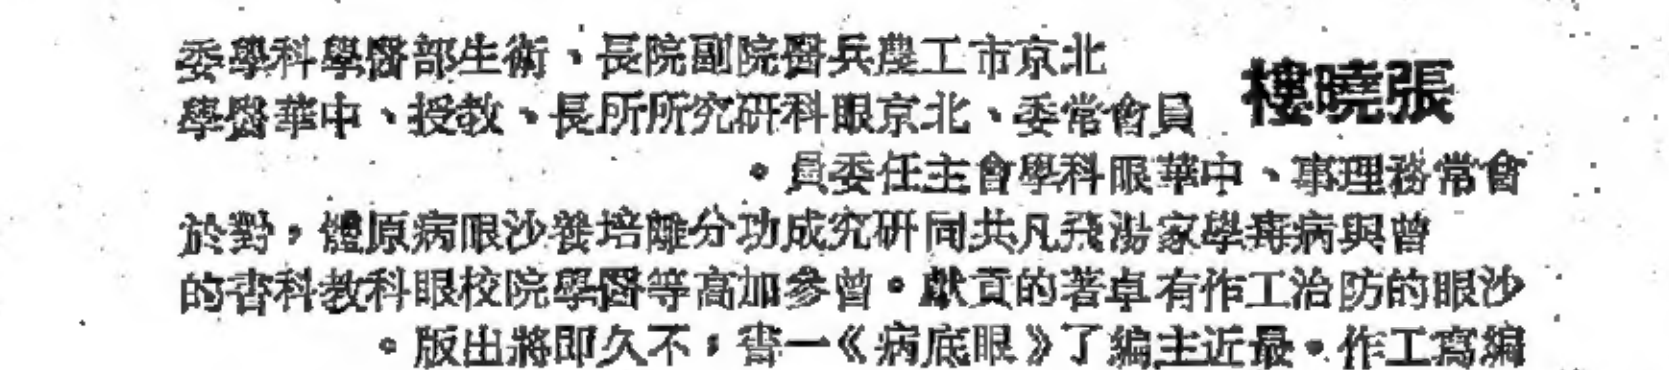 張曉樓
北京市工農兵醫院副院長、衛生部醫學科學委
員會常委、北京眼科研究所所長、教授、中華醫學
會常務理事、中華眼科學會主任委員。
曾與病毒學家湯飛凡共同研究成功分離培養沙眼病原體，對於
沙眼的防治工作有卓著的貢獻。曾參加高等醫學院校眼科教科書的
編寫工作。最近主編了《眼底病》一書，不久即將出版。